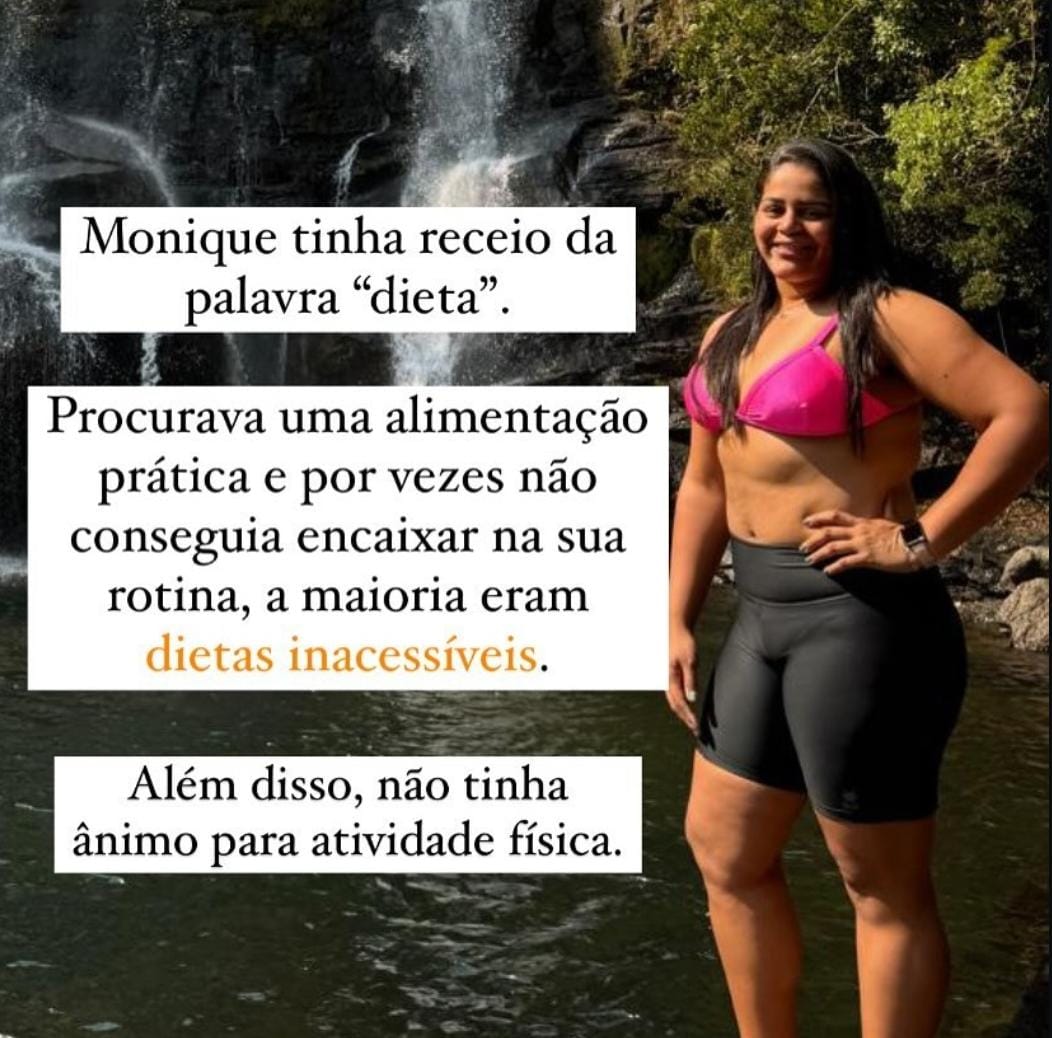 Monique tinha receio da
palavra “dieta”.
Procurava uma alimentação
prática e por vezes não
conseguia encaixar na sua
rotina, a maioria eram
dietas inacessíveis.
Além disso, não tinha
ânimo para atividade física.